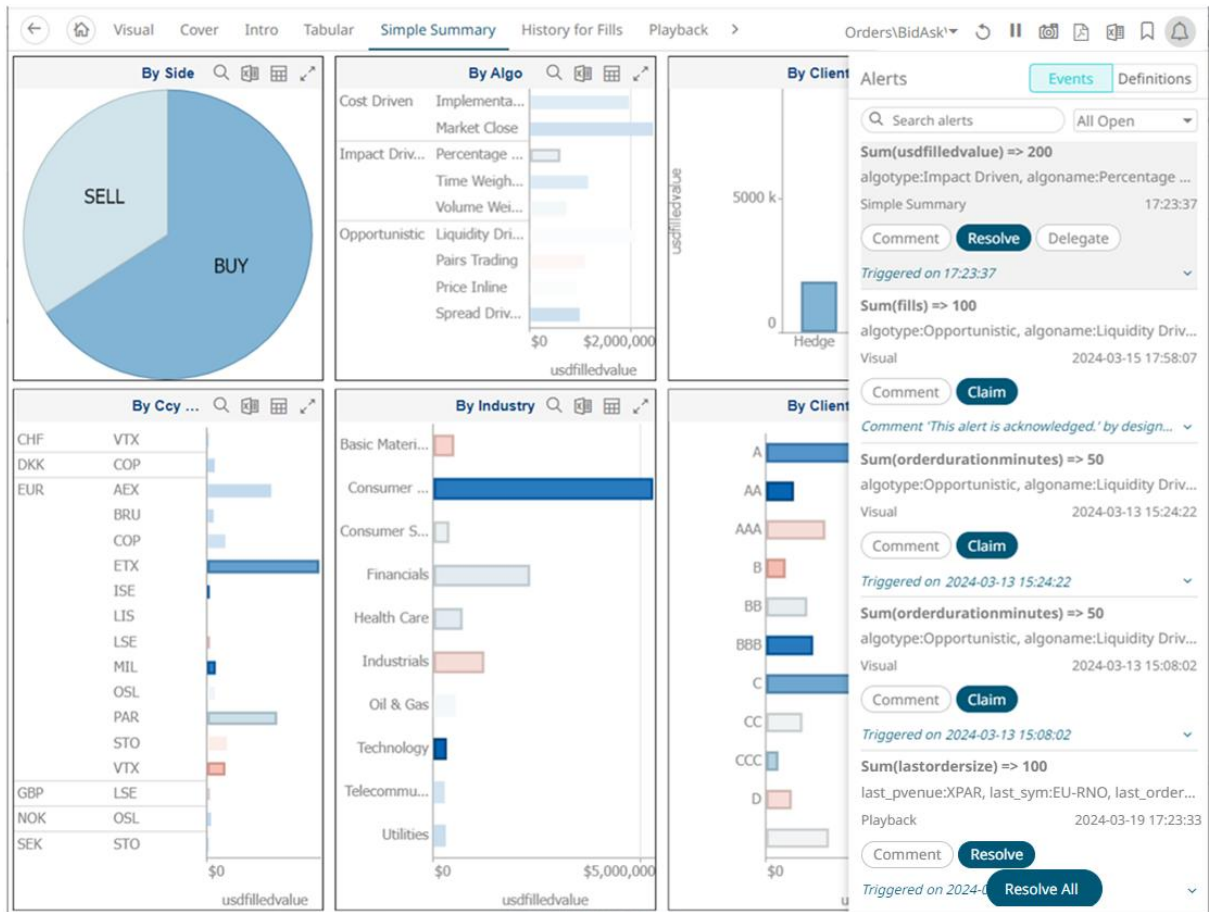 Visual Cover Intro Tabular Simple Summary History for Fills Playback
Orders\BidAsk\
By Side
SELL
BUY
By Algo
Cost Driven Implementa...
Market Close
Impact Driv... Percentage ...
Time Weigh...
Volume Wei...
Opportunistic Liquidity Dri...
Pairs Trading
Price Inline
Spread Driv...
$0 $2,000,000
usdfilledvalue
By Client
usdfilledvalue
5000 k
0
Hedge
By Ccy ...
CHF VTX
DKK COP
EUR AEX
BRU
COP
ETX
ISE
LIS
LSE
MIL
OSL
PAR
STO
VTX
GBP LSE
NOK OSL
SEK STO
$0
usdfilledvalue
By Industry
Basic Materi...
Consumer ...
Consumer S...
Financials
Health Care
Industrials
Oil & Gas
Technology
Telecommu...
Utilities
$0 $5,000,000
usdfilledvalue
By Client
A
AA
AAA
B
BB
BBB
C
CC
CCC
D
$0
Alerts Events Definitions
Search alerts All Open
Sum(usdfilledvalue) => 200
algotype:Impact Driven, algoname:Percentage ...
Simple Summary 17:23:37
Comment Resolve Delegate
Triggered on 17:23:37
Sum(fills) => 100
algotype:Opportunistic, algoname:Liquidity Driv...
Visual 2024-03-15 17:58:07
Comment Claim
Comment 'This alert is acknowledged.' by design...
Sum(orderdurationminutes) => 50
algotype:Opportunistic, algoname:Liquidity Driv...
Visual 2024-03-13 15:24:22
Comment Claim
Triggered on 2024-03-13 15:24:22
Sum(orderdurationminutes) => 50
algotype:Opportunistic, algoname:Liquidity Driv...
Visual 2024-03-13 15:08:02
Comment Claim
Triggered on 2024-03-13 15:08:02
Sum(lastordersize) => 100
last_pvenue:XPAR, last_sym:EU-RNO, last_order...
Playback 2024-03-19 17:23:33
Comment Resolve
Triggered on 2024-0 Resolve All